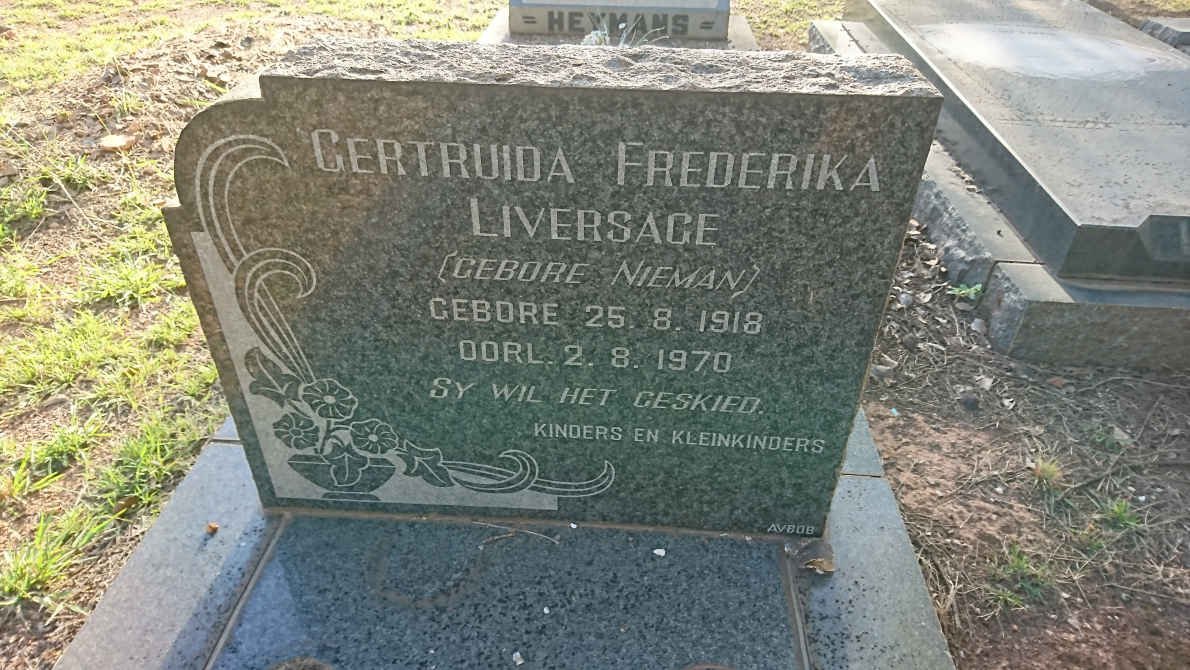 = HEYMANS =
GERTRUIDA FREDERIKA
LIVERSAGE
(GEBORE NIEMAN)
GEBORE 25. 8. 1918
OORL. 2. 8. 1970
SY WIL HET GESKIED.
KINDERS EN KLEINKINDERS
AVBOB